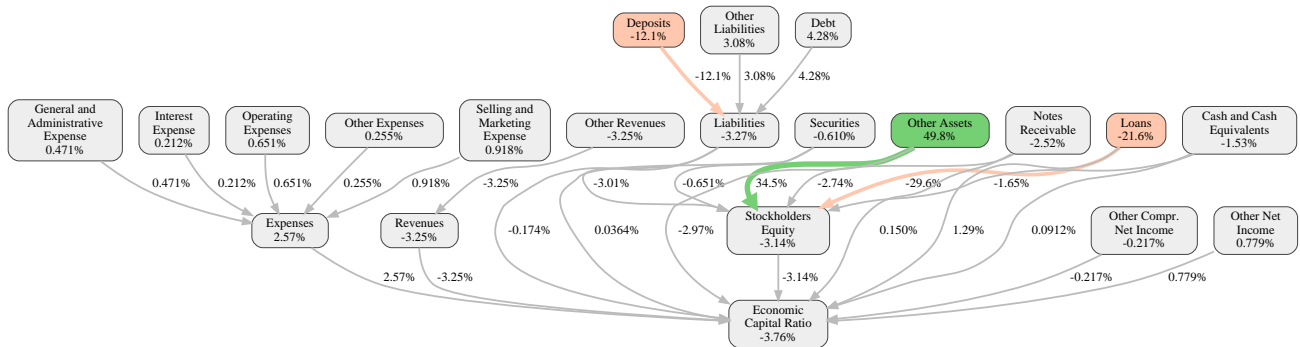 Deposits
-12.1%
Other
Liabilities
3.08%
Debt
4.28%
-12.1%
3.08%
4.28%
General and
Administrative
Expense
0.471%
Interest
Expense
0.212%
Operating
Expenses
0.651%
Other Expenses
0.255%
Selling and
Marketing
Expense
0.918%
Other Revenues
-3.25%
Liabilities
-3.27%
Securities
-0.610%
Other Assets
49.8%
Notes
Receivable
-2.52%
Loans
-21.6%
Cash and Cash
Equivalents
-1.53%
0.471%
0.212%
0.651%
0.255%
0.918%
-3.25%
-3.01%
-0.651%
34.5%
-2.74%
-29.6%
-1.65%
Expenses
2.57%
Revenues
-3.25%
-0.174%
0.0364%
-2.97%
Stockholders
Equity
-3.14%
0.150%
1.29%
0.0912%
Other Compr.
Net Income
-0.217%
Other Net
Income
0.779%
2.57%
-3.25%
-3.14%
-0.217%
0.779%
Economic
Capital Ratio
-3.76%